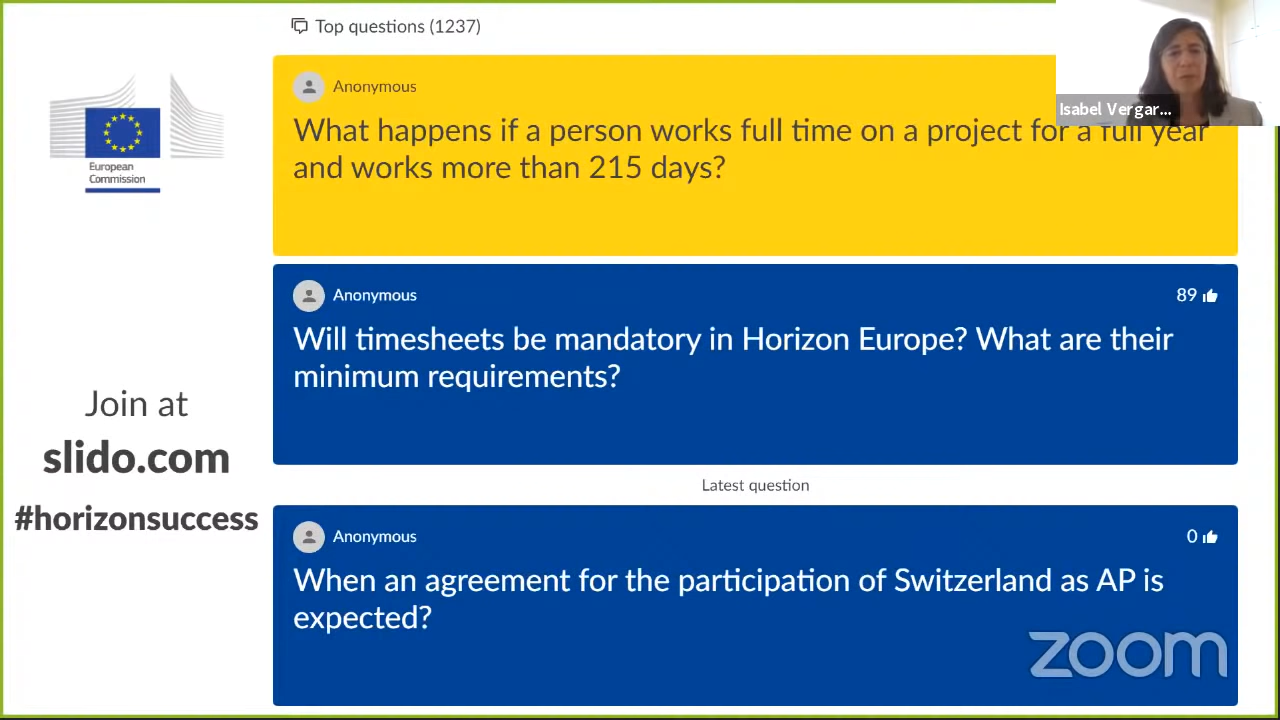 Top questions (1237)
Anonymous
Isabel Vergar...
What happens if a person works full time on a project for a full year
and works more than 215 days?
European
Commission
Anonymous
89
Will timesheets be mandatory in Horizon Europe? What are their
minimum requirements?
Join at
slido.com
#horizonsuccess
Latest question
Anonymous
0
When an agreement for the participation of Switzerland as AP is
expected?
zoom